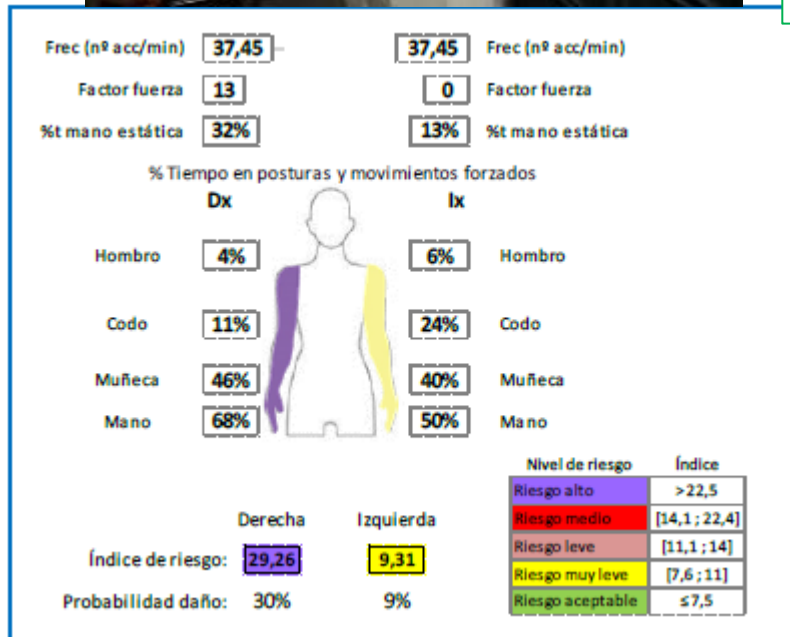 Frec (nº acc/min) 37,45 37,45 Frec (nº acc/min)
Factor fuerza 13 0 Factor fuerza
%t mano estática 32% 13% %t mano estática
% Tiempo en posturas y movimientos forzados
Dx Ix
Hombro 4% 6% Hombro
Codo 11% 24% Codo
Muñeca 46% 40% Muñeca
Mano 68% 50% Mano
Nivel de riesgo Índice
Riesgo alto >22,5
Riesgo medio [14,1 ; 22,4]
Riesgo leve [11,1 ; 14]
Riesgo muy leve [7,6 ; 11]
Riesgo aceptable ≤7,5
Derecha Izquierda
Índice de riesgo: 29,26 9,31
Probabilidad daño: 30% 9%